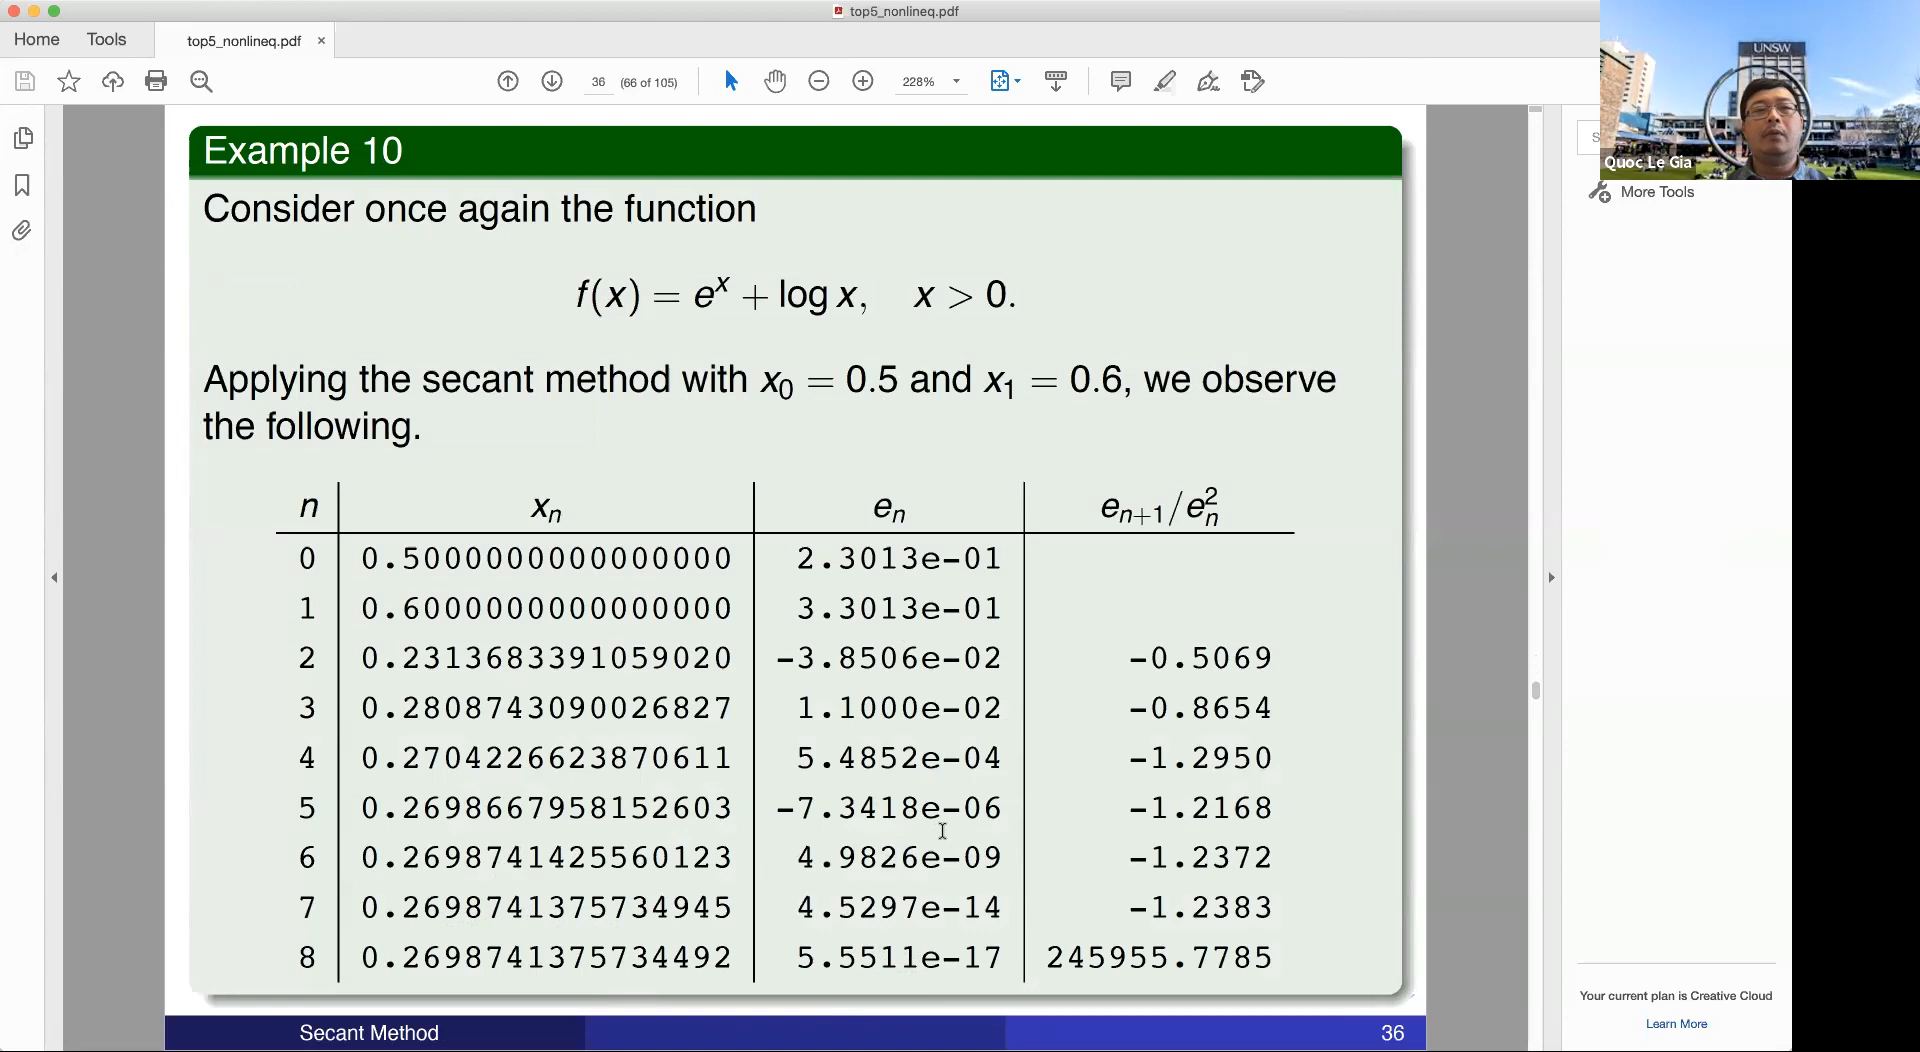 top5_nonlineq.pdf
Home Tools top5_nonlineq.pdf ×
36 (66 of 105) 228%
UNSW
Quoc Le Gia
S
More Tools
Example 10
Consider once again the function
f(x) = e^x + log x, x > 0.
Applying the secant method with x_0 = 0.5 and x_1 = 0.6, we observe
the following.
n x_n e_n e_{n+1}/e_n^2
0 0.5000000000000000 2.3013e-01
1 0.6000000000000000 3.3013e-01
2 0.2313683391059020 -3.8506e-02 -0.5069
3 0.2808743090026827 1.1000e-02 -0.8654
4 0.2704226623870611 5.4852e-04 -1.2950
5 0.2698667958152603 -7.3418e-06 -1.2168
6 0.2698741425560123 4.9826e-09 -1.2372
7 0.2698741375734945 4.5297e-14 -1.2383
8 0.2698741375734492 5.5511e-17 245955.7785
Secant Method 36
Your current plan is Creative Cloud
Learn More